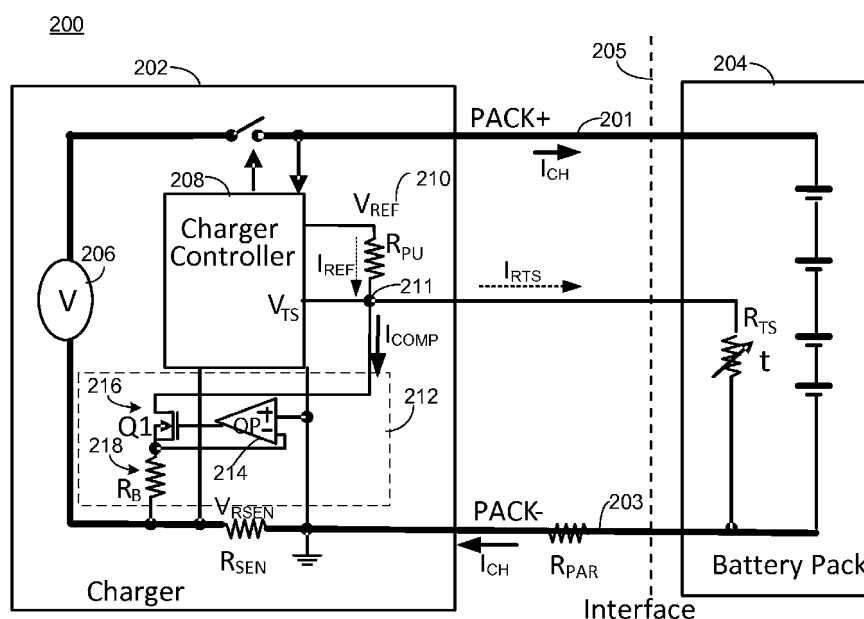 200
202
205
204
PACK+
201
I_CH
208
V_REF
210
Charger
Controller
R_PU
I_REF
206
V
211
I_RTS
V_TS
R_TS
t
I_COMP
216
212
Q1
OP
+
-
218
214
R_B
V_RSEN
PACK-
203
R_SEN
I_CH
R_PAR
Battery Pack
Charger
Interface